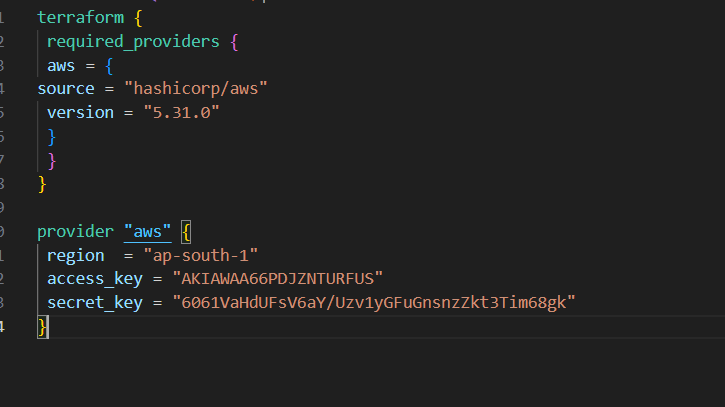 terraform {
required_providers {
aws = {
source = "hashicorp/aws"
version = "5.31.0"
}
}
}
provider "aws" {
region  = "ap-south-1"
access_key = "AKIAWAA66PDJZNTURFUS"
secret_key = "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"
}